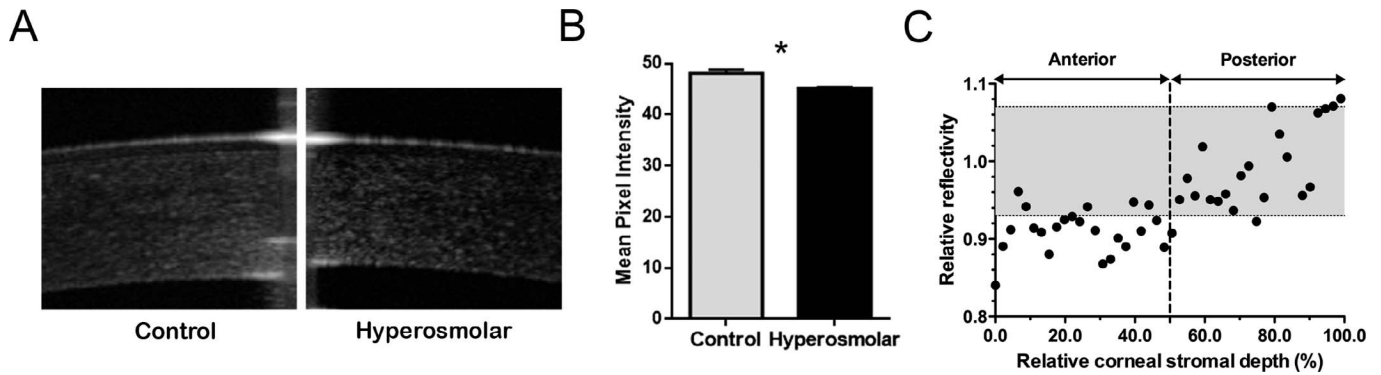 A
Control
Hyperosmolar
B
*
Mean Pixel Intensity
50
40
30
20
10
0
Control
Hyperosmolar
C
Anterior
Posterior
Relative reflectivity
1.1
1.0
0.9
0.8
0.0
20.0
40.0
60.0
80.0
100.0
Relative corneal stromal depth (%)